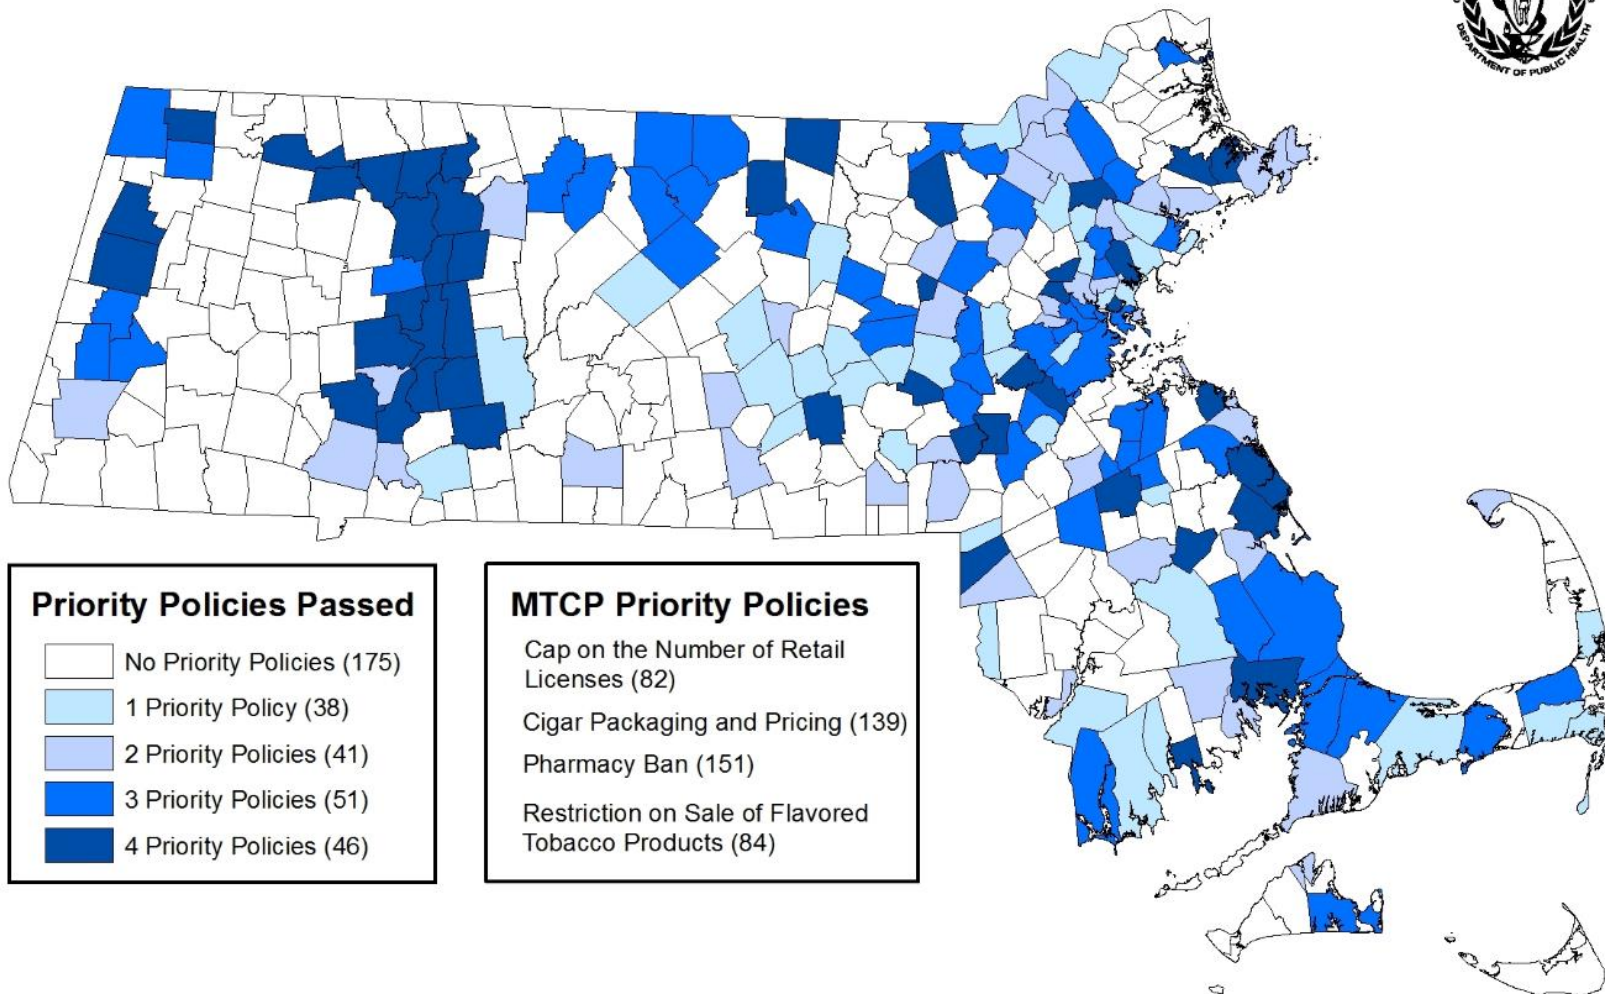 DEPARTMENT OF PUBLIC HEALTH
Priority Policies Passed
No Priority Policies (175)
1 Priority Policy (38)
2 Priority Policies (41)
3 Priority Policies (51)
4 Priority Policies (46)
MTCP Priority Policies
Cap on the Number of Retail
Licenses (82)
Cigar Packaging and Pricing (139)
Pharmacy Ban (151)
Restriction on Sale of Flavored
Tobacco Products (84)